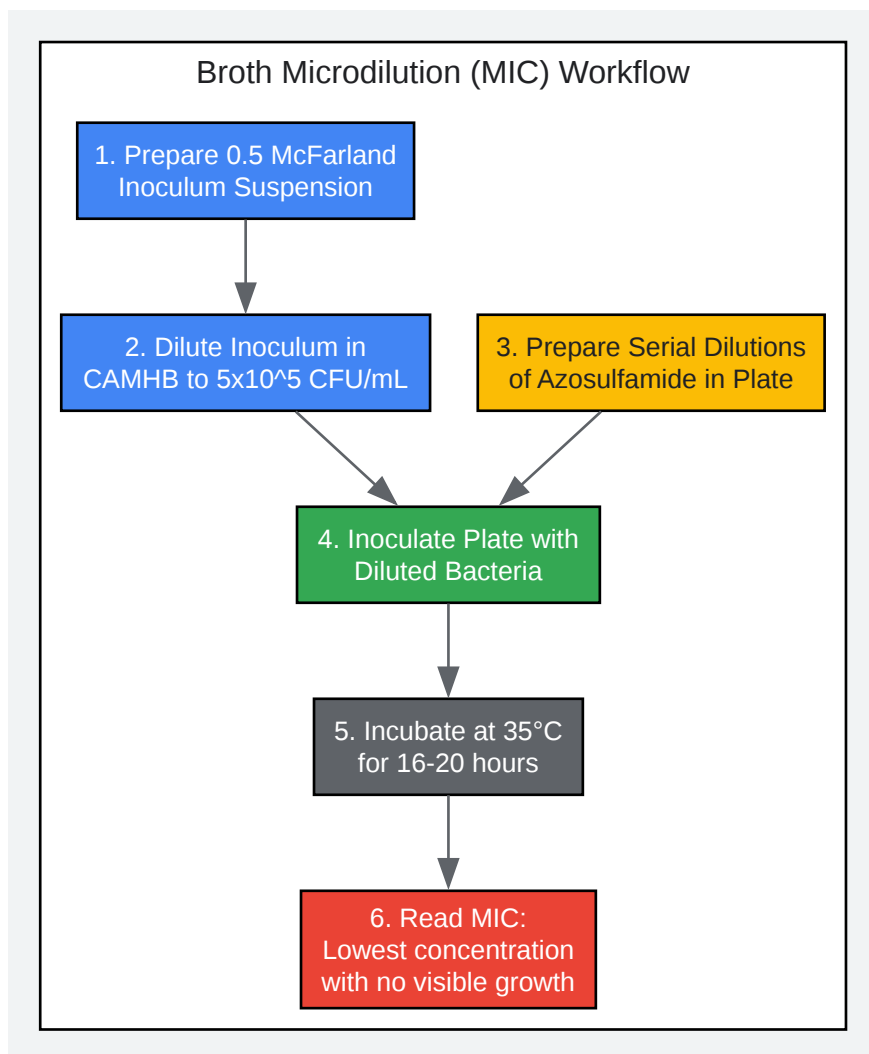 Broth Microdilution (MIC) Workflow
1. Prepare 0.5 McFarland
Inoculum Suspension
2. Dilute Inoculum in
CAMHB to 5x10^5 CFU/mL
3. Prepare Serial Dilutions
of Azosulfamide in Plate
4. Inoculate Plate with
Diluted Bacteria
5. Incubate at 35°C
for 16-20 hours
6. Read MIC:
Lowest concentration
with no visible growth